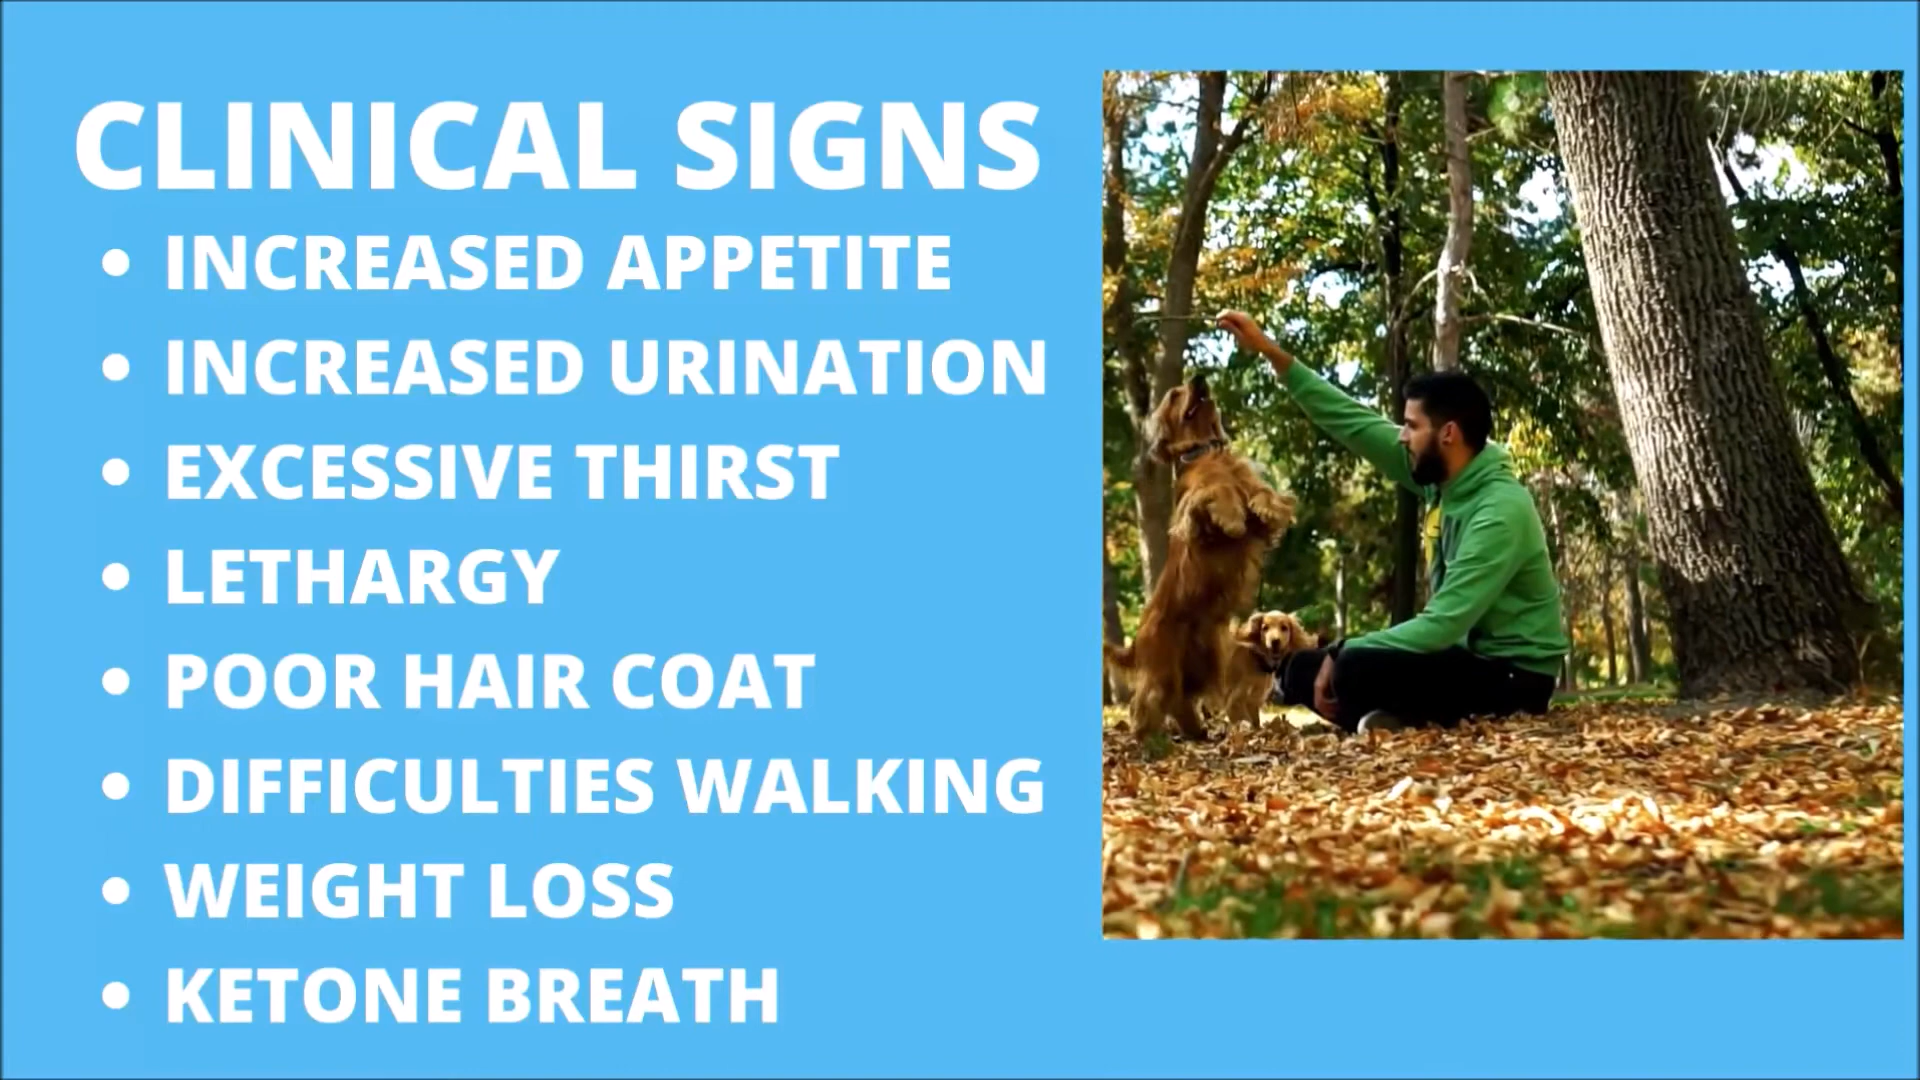 CLINICAL SIGNS
• INCREASED APPETITE
• INCREASED URINATION
• EXCESSIVE THIRST
• LETHARGY
• POOR HAIR COAT
• DIFFICULTIES WALKING
• WEIGHT LOSS
• KETONE BREATH